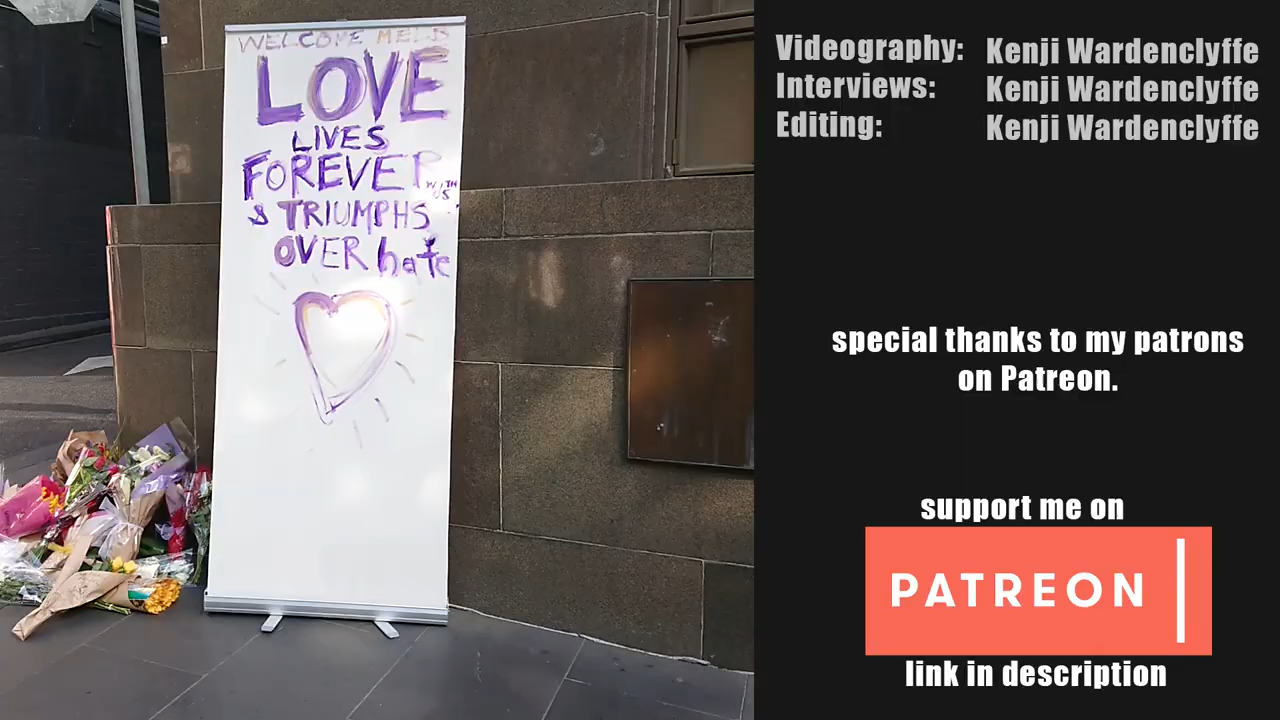 WELCOME MELB
LOVE
LIVES
FOREVER
WITH
US
& TRIUMPHS
OVER hate
Videography: Kenji Wardenclyffe
Interviews: Kenji Wardenclyffe
Editing: Kenji Wardenclyffe
special thanks to my patrons
on Patreon.
support me on
PATREON
link in description